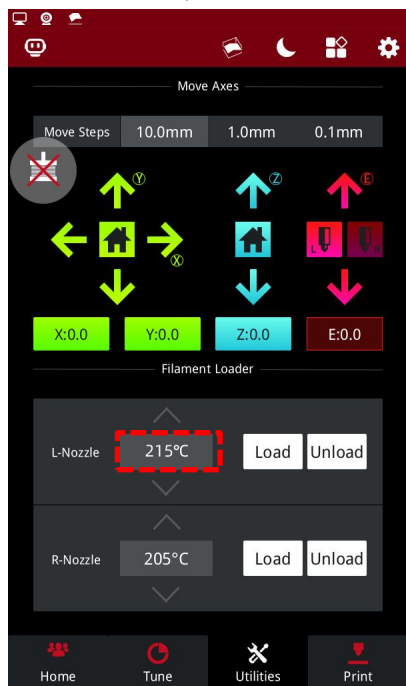 Move Axes
Move Steps 10.0mm 1.0mm 0.1mm
Y Z E
X
L R
X:0.0 Y:0.0 Z:0.0 E:0.0
Filament Loader
L-Nozzle 215℃ Load Unload
R-Nozzle 205°C Load Unload
Home Tune Utilities Print